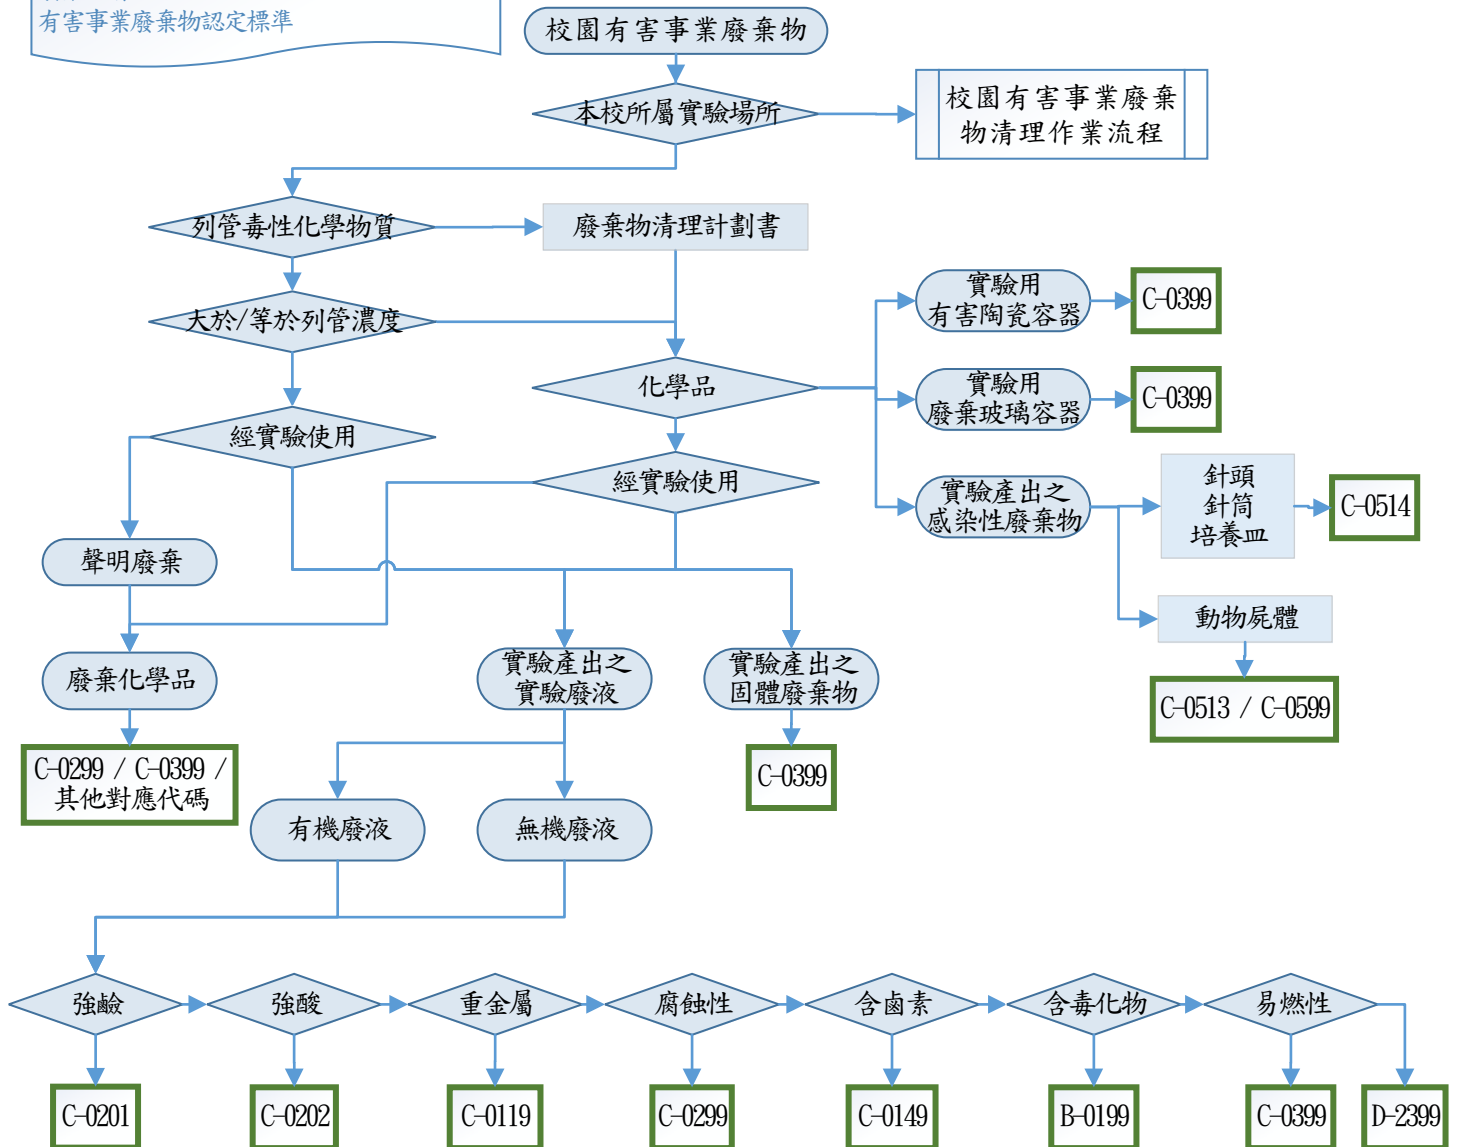 有害事業廢棄物認定標準
校園有害事業廢棄物
本校所屬實驗場所
校園有害事業廢棄
物清理作業流程
列管毒性化學物質
廢棄物清理計劃書
大於/等於列管濃度
實驗用
有害陶瓷容器
C-0399
化學品
實驗用
廢棄玻璃容器
C-0399
經實驗使用
經實驗使用
實驗產出之
感染性廢棄物
針頭
針筒
培養皿
C-0514
聲明廢棄
動物屍體
廢棄化學品
實驗產出之
實驗廢液
實驗產出之
固體廢棄物
C-0513 / C-0599
C-0299 / C-0399 /
其他對應代碼
C-0399
有機廢液
無機廢液
強鹼
強酸
重金屬
腐蝕性
含鹵素
含毒化物
易燃性
C-0201
C-0202
C-0119
C-0299
C-0149
B-0199
C-0399
D-2399